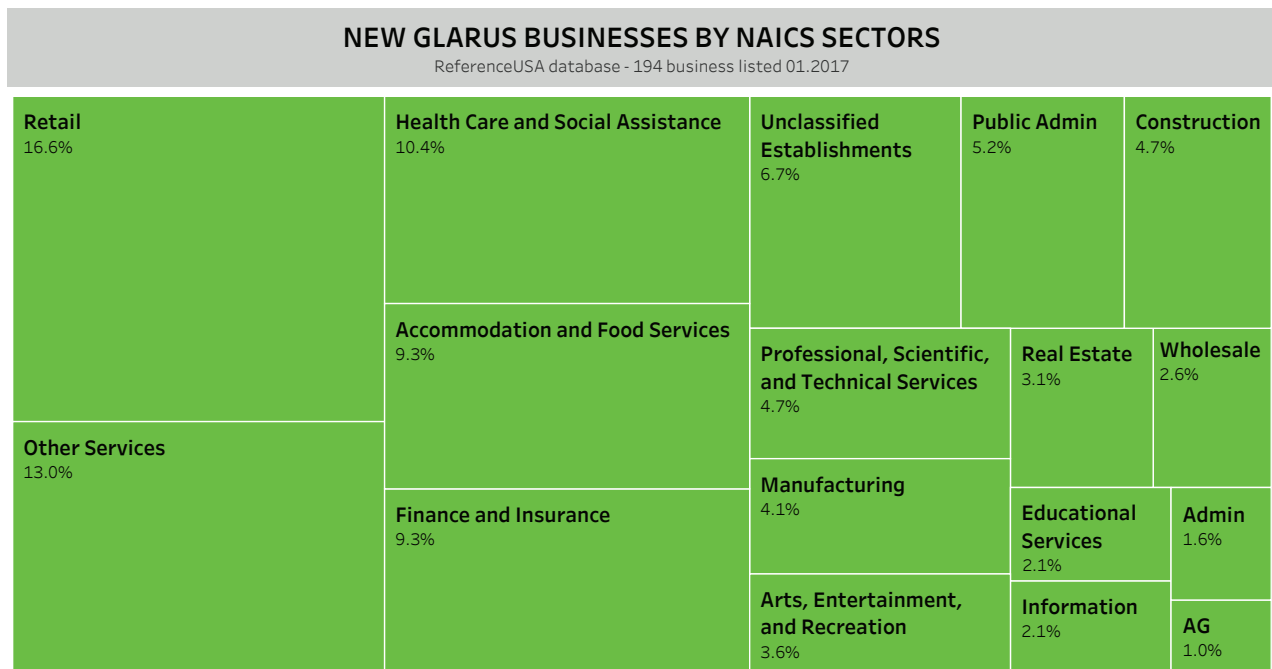 NEW GLARUS BUSINESSES BY NAICS SECTORS
ReferenceUSA database - 194 business listed 01.2017
Retail
16.6%
Other Services
13.0%
Health Care and Social Assistance
10.4%
Accommodation and Food Services
9.3%
Finance and Insurance
9.3%
Unclassified
Establishments
6.7%
Public Admin
5.2%
Construction
4.7%
Professional, Scientific,
and Technical Services
4.7%
Manufacturing
4.1%
Arts, Entertainment,
and Recreation
3.6%
Real Estate
3.1%
Wholesale
2.6%
Educational
Services
2.1%
Information
2.1%
Admin
1.6%
AG
1.0%